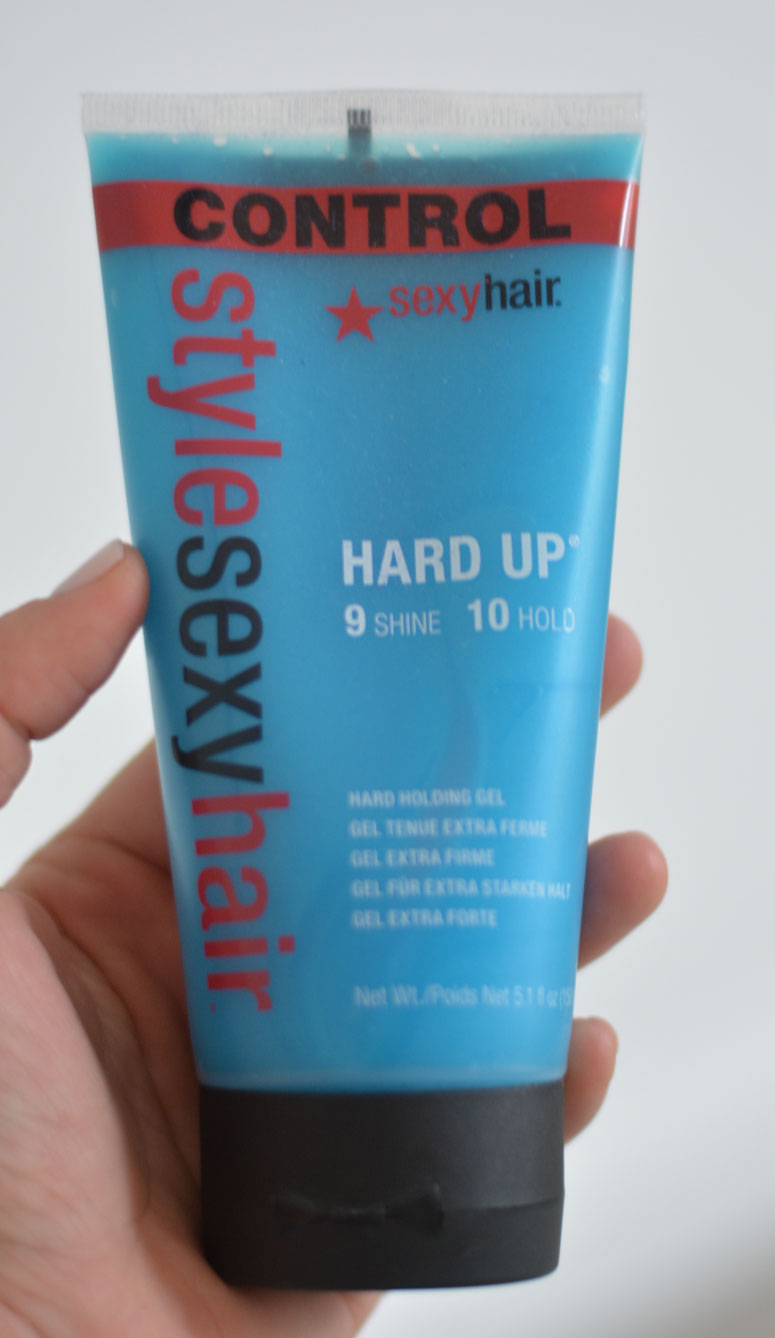 CONTROL
sexyhair.
stylesexyhair.
HARD UP®
9 SHINE 10 HOLD
HARD HOLDING GEL
GEL TENUE EXTRA FERME
GEL EXTRA FIRME
GEL FÜR EXTRA STARKEN HALT
GEL EXTRA FORTE
Net Wt./Poids Net 5.1 fl oz